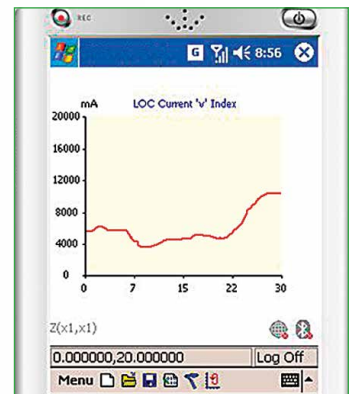 REC
G 8:56
mA LOC Current 'v' Index
20000
16000
12000
8000
4000
0
0 7 15 22 30
Z(x1,x1)
0.000000,20.000000 Log Off
Menu